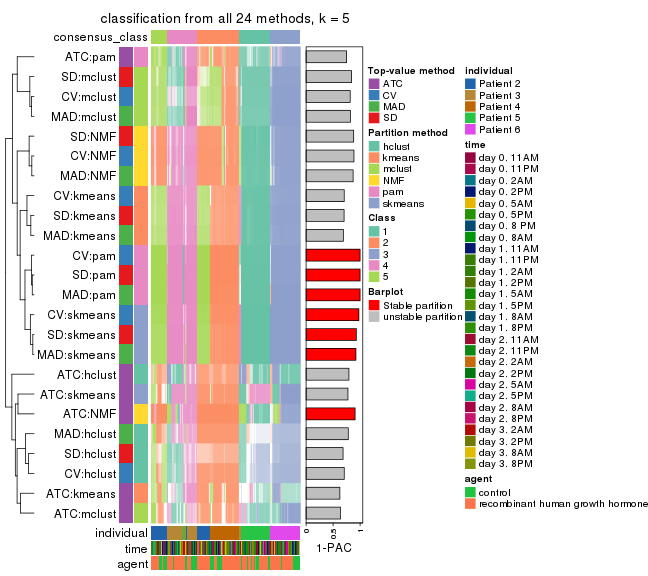 classification from all 24 methods, k = 5
consensus_class
ATC:pam
SD:mclust
CV:mclust
MAD:mclust
SD:NMF
CV:NMF
MAD:NMF
CV:kmeans
SD:kmeans
MAD:kmeans
CV:pam
SD:pam
MAD:pam
CV:skmeans
SD:skmeans
MAD:skmeans
ATC:hclust
ATC:skmeans
ATC:NMF
MAD:hclust
SD:hclust
CV:hclust
ATC:kmeans
ATC:mclust
individual
time
agent
0
0.5
1
1-PAC
Top-value method
ATC
CV
MAD
SD
Partition method
hclust
kmeans
mclust
NMF
pam
skmeans
Class
1
2
3
4
5
Barplot
Stable partition
unstable partition
individual
Patient 2
Patient 3
Patient 4
Patient 5
Patient 6
time
day 0, 11AM
day 0, 11PM
day 0, 2AM
day 0, 2PM
day 0, 5AM
day 0, 5PM
day 0, 8 PM
day 0, 8AM
day 1, 11AM
day 1, 11PM
day 1, 2AM
day 1, 2PM
day 1, 5AM
day 1, 5PM
day 1, 8AM
day 1, 8PM
day 2, 11AM
day 2, 11PM
day 2, 2AM
day 2, 2PM
day 2, 5AM
day 2, 5PM
day 2, 8AM
day 2, 8PM
day 3, 2AM
day 3, 2PM
day 3, 8AM
day 3, 8PM
agent
control
recombinant human growth hormone